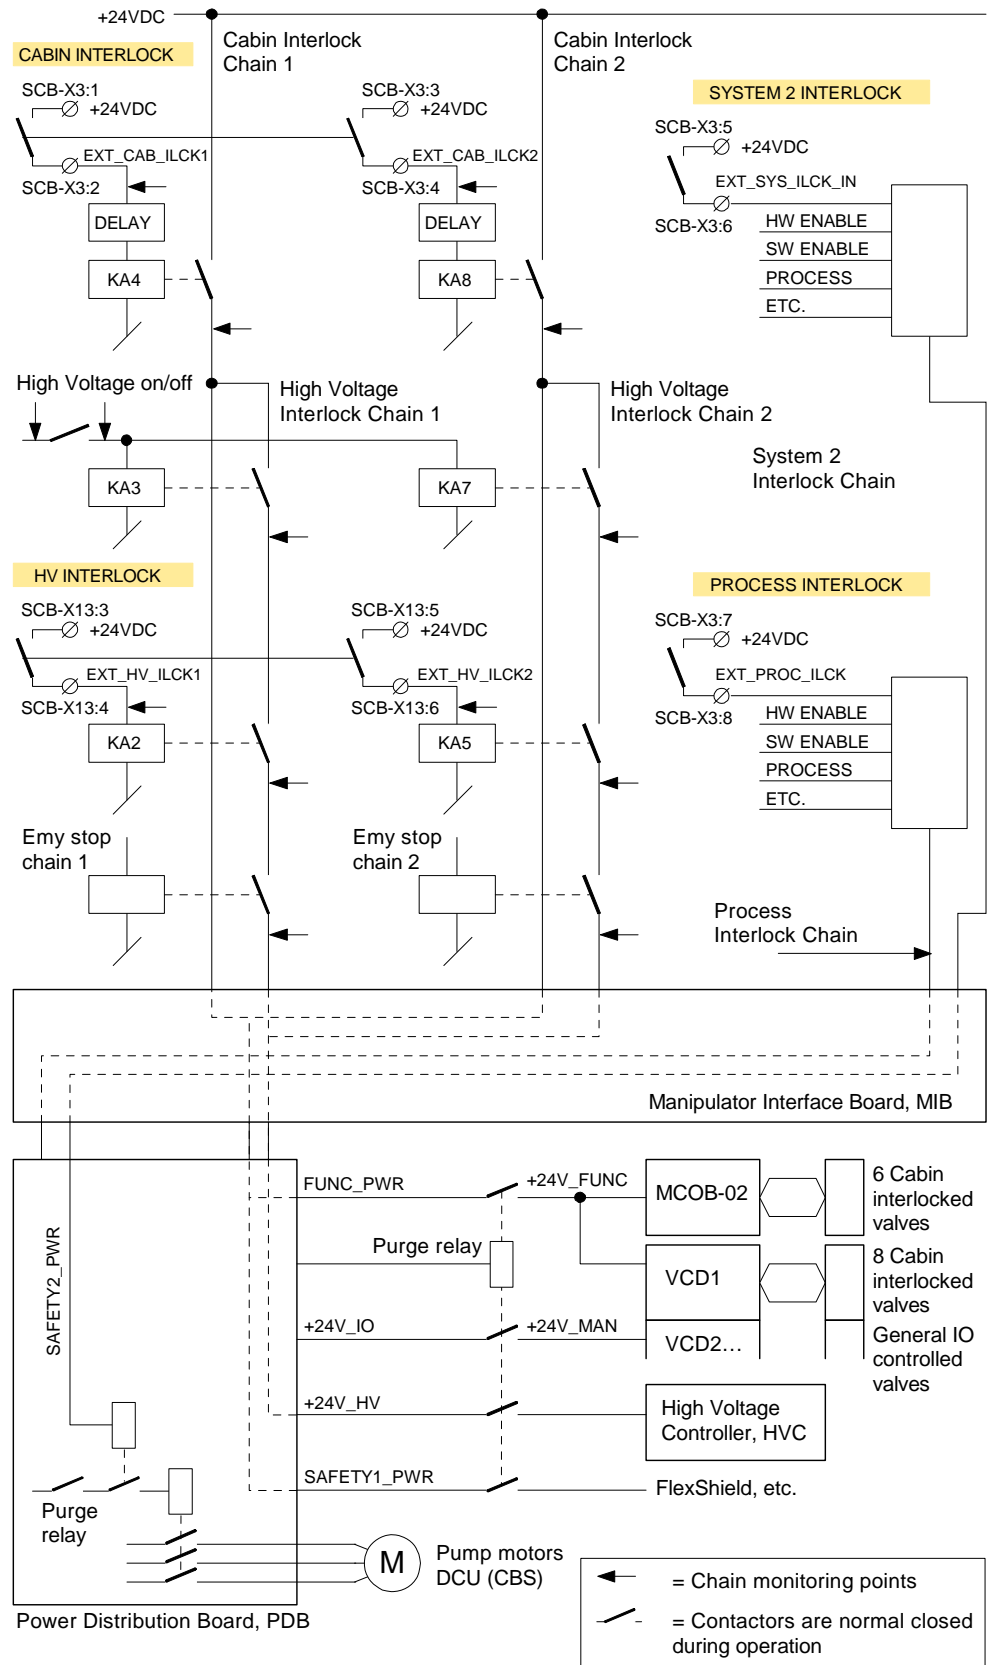 +24VDC
Cabin Interlock
Chain 1
Cabin Interlock
Chain 2
CABIN INTERLOCK
SCB-X3:1
+24VDC
EXT_CAB_ILCK1
SCB-X3:2
DELAY
KA4
SCB-X3:3
+24VDC
EXT_CAB_ILCK2
SCB-X3:4
DELAY
KA8
SYSTEM 2 INTERLOCK
SCB-X3:5
+24VDC
EXT_SYS_ILCK_IN
SCB-X3:6
HW ENABLE
SW ENABLE
PROCESS
ETC.
High Voltage on/off
High Voltage
Interlock Chain 1
High Voltage
Interlock Chain 2
KA3
KA7
System 2
Interlock Chain
HV INTERLOCK
SCB-X13:3
+24VDC
EXT_HV_ILCK1
SCB-X13:4
KA2
SCB-X13:5
+24VDC
EXT_HV_ILCK2
SCB-X13:6
KA5
PROCESS INTERLOCK
SCB-X3:7
+24VDC
EXT_PROC_ILCK
SCB-X3:8
HW ENABLE
SW ENABLE
PROCESS
ETC.
Emy stop
chain 1
Emy stop
chain 2
Process
Interlock Chain
Manipulator Interface Board, MIB
SAFETY2_PWR
FUNC_PWR
+24V_FUNC
MCOB-02
6 Cabin
interlocked
valves
Purge relay
VCD1
8 Cabin
interlocked
valves
+24V_IO
+24V_MAN
VCD2…
General IO
controlled
valves
+24V_HV
High Voltage
Controller, HVC
SAFETY1_PWR
FlexShield, etc.
Purge
relay
M
Pump motors
DCU (CBS)
Power Distribution Board, PDB
= Chain monitoring points
= Contactors are normal closed
during operation